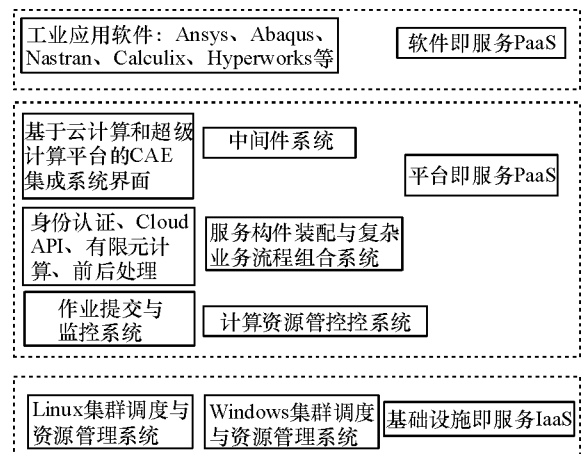 工业应用软件：Ansys、Abaqus、
Nastran、Calculix、Hyperworks等
软件即服务PaaS
基于云计算和超级
计算平台的CAE
集成系统界面
中间件系统
平台即服务PaaS
身份认证、Cloud
API、有限元计
算、前后处理
服务构件装配与复杂
业务流程组合系统
作业提交与
监控系统
计算资源管控控系统
Linux集群调度与
资源管理系统
Windows集群调度
与资源管理系统
基础设施即服务IaaS